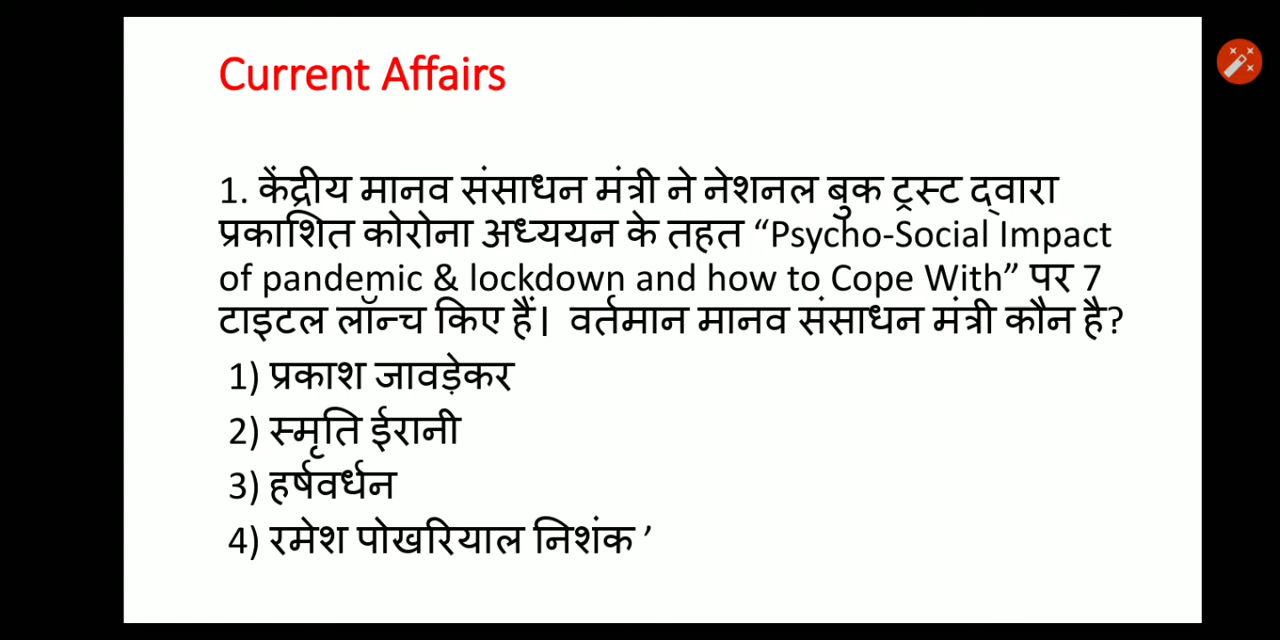 Current Affairs
1. केंद्रीय मानव संसाधन मंत्री ने नेशनल बुक ट्रस्ट द्वारा
प्रकाशित कोरोना अध्ययन के तहत “Psycho-Social Impact
of pandemic & lockdown and how to Cope With” पर 7
टाइटल लॉन्च किए हैं। वर्तमान मानव संसाधन मंत्री कौन है?
1) प्रकाश जावड़ेकर
2) स्मृति ईरानी
3) हर्षवर्धन
4) रमेश पोखरियाल निशंक ’